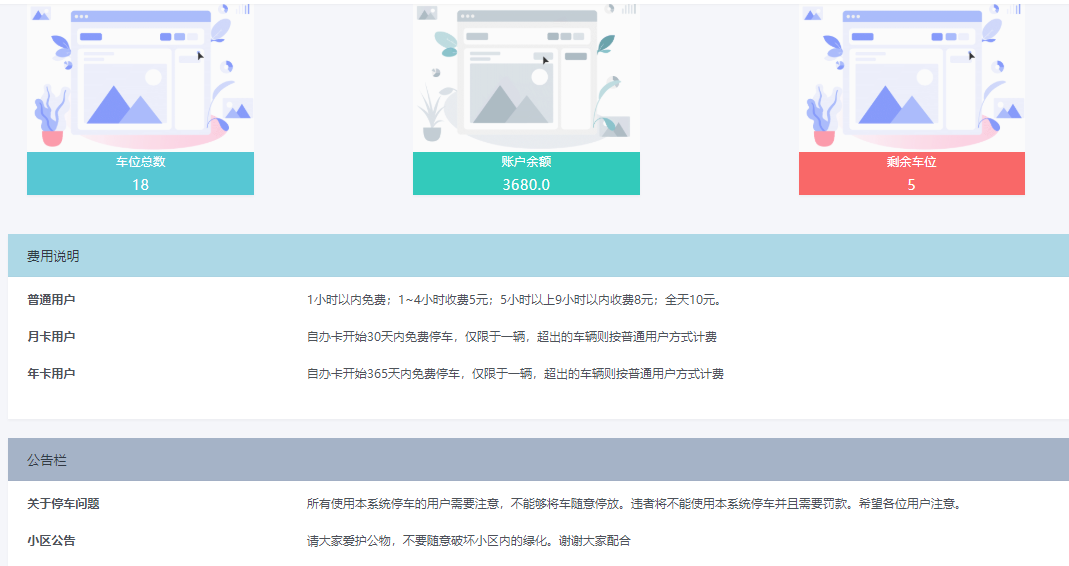 车位总数
18
账户余额
3680.0
剩余车位
5
费用说明
普通用户
1小时以内免费；1~4小时收费5元；5小时以上9小时以内收费8元；全天10元。
月卡用户
自办卡开始30天内免费停车，仅限于一辆，超出的车辆则按普通用户方式计费
年卡用户
自办卡开始365天内免费停车，仅限于一辆，超出的车辆则按普通用户方式计费
公告栏
关于停车问题
所有使用本系统停车的用户需要注意，不能够将车随意停放。违者将不能使用本系统停车并且需要罚款。希望各位用户注意。
小区公告
请大家爱护公物，不要随意破坏小区内的绿化。谢谢大家配合